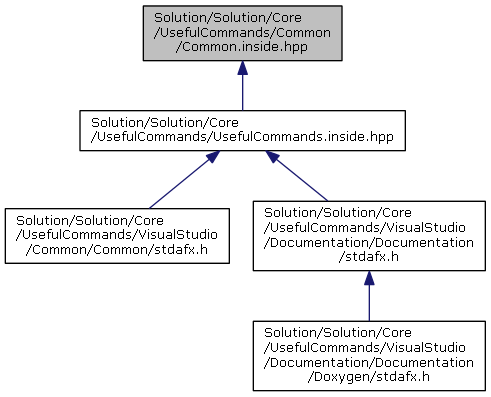 Solution/Solution/Core
/UsefulCommands/Common
/Common.inside.hpp
Solution/Solution/Core
/UsefulCommands/UsefulCommands.inside.hpp
Solution/Solution/Core
/UsefulCommands/VisualStudio
/Common/Common/stdafx.h
Solution/Solution/Core
/UsefulCommands/VisualStudio
/Documentation/Documentation
/stdafx.h
Solution/Solution/Core
/UsefulCommands/VisualStudio
/Documentation/Documentation
/Doxygen/stdafx.h